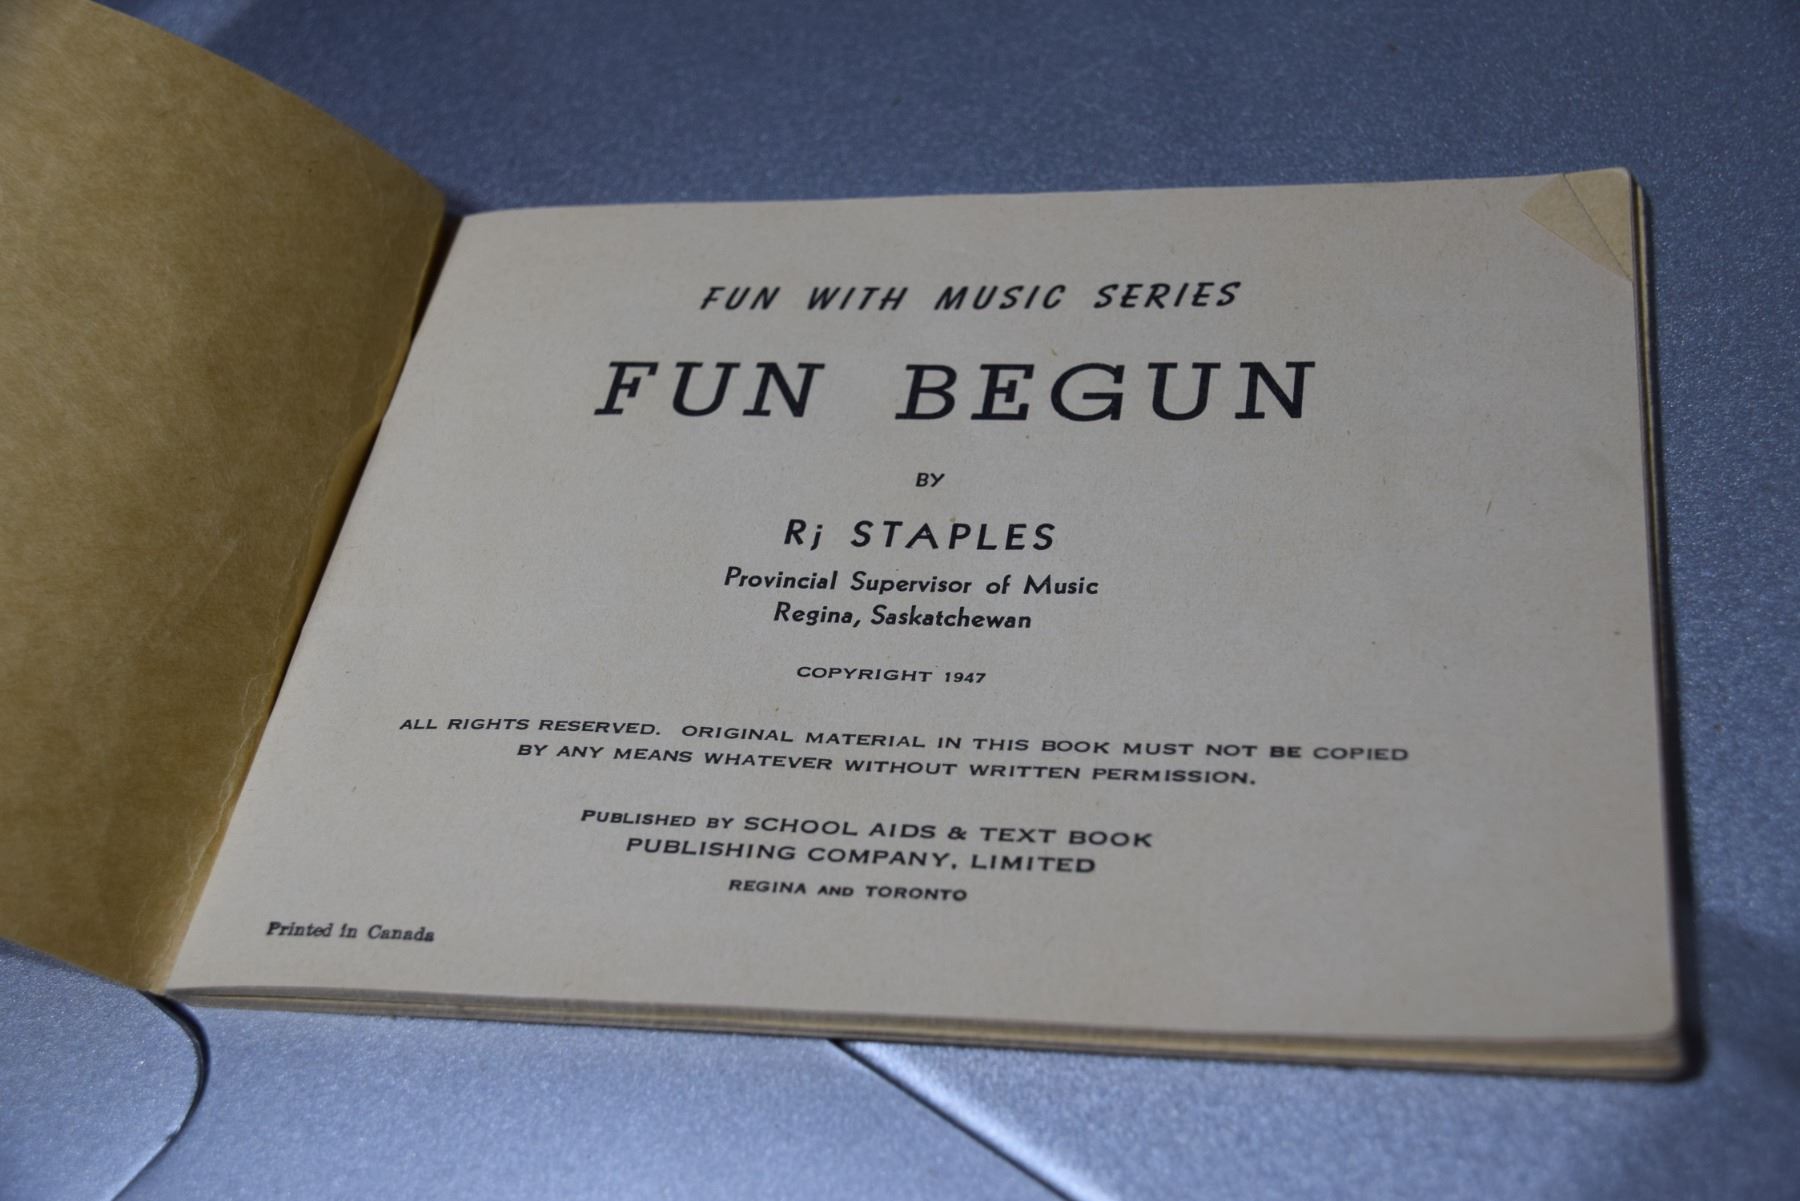 FUN WITH MUSIC SERIES
FUN BEGUN
BY
Rj STAPLES
Provincial Supervisor of Music
Regina, Saskatchewan
COPYRIGHT 1947
ALL RIGHTS RESERVED. ORIGINAL MATERIAL IN THIS BOOK MUST NOT BE COPIED
BY ANY MEANS WHATEVER WITHOUT WRITTEN PERMISSION.
PUBLISHED BY SCHOOL AIDS & TEXT BOOK
PUBLISHING COMPANY, LIMITED
REGINA AND TORONTO
Printed in Canada